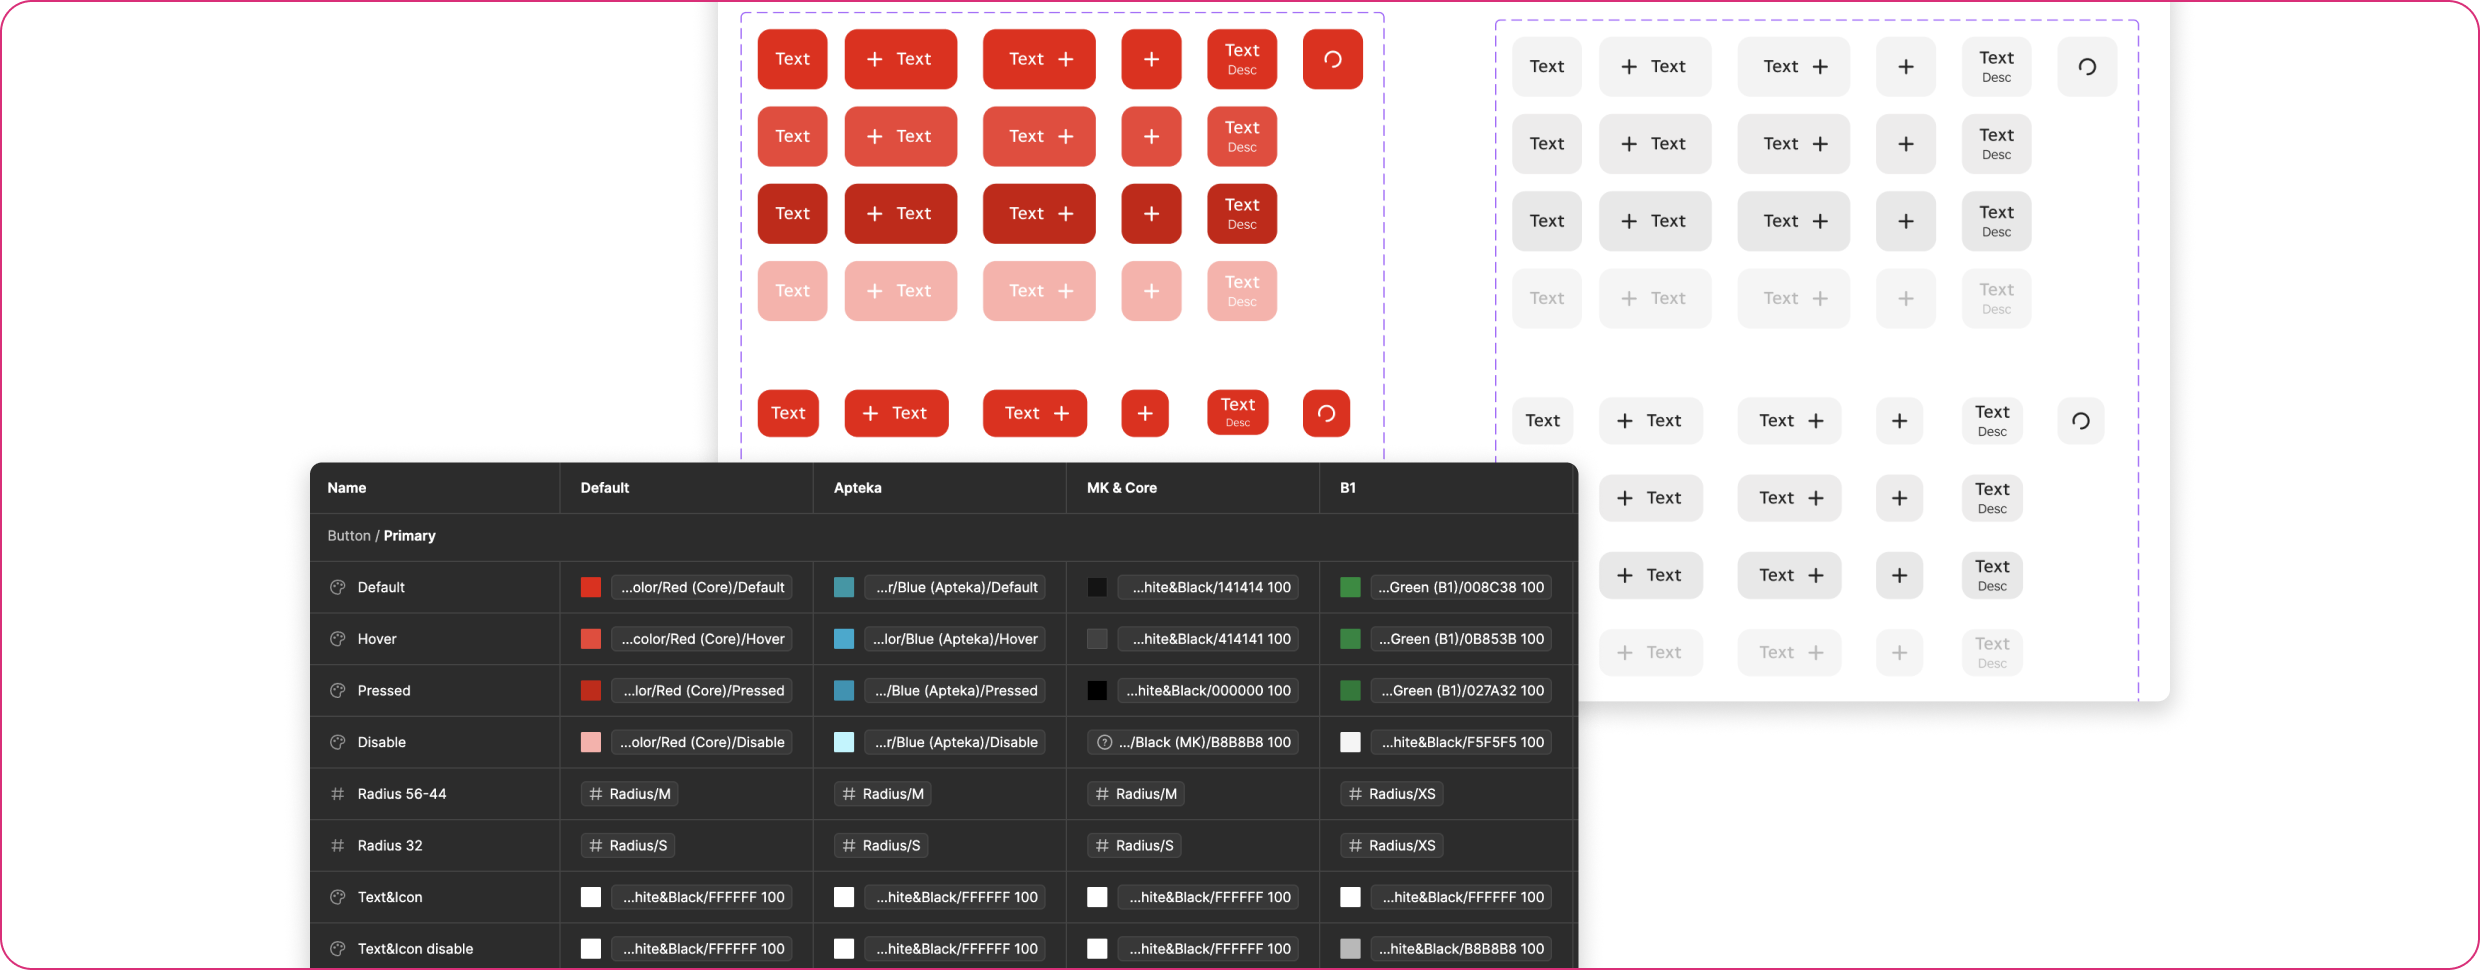 Text + Text Text + + Text
Desc
Text + Text Text + + Text
Desc
Text + Text Text + + Text
Desc
Text + Text Text + + Text
Desc
Text + Text Text + + Text
Desc
Text + Text Text + + Text
Desc
Text + Text Text + + Text
Desc
Text + Text Text + + Text
Desc
Text + Text Text + + Text
Desc
Text + Text Text + + Text
Desc
+ Text Text + + Text
Desc
+ Text Text + + Text
Desc
+ Text Text + + Text
Desc
Name Default Apteka MK & Core B1
Button / Primary
Default ...olor/Red (Core)/Default ...r/Blue (Apteka)/Default ...hite&Black/141414 100 ...Green (B1)/008C38 100
Hover ...color/Red (Core)/Hover ...lor/Blue (Apteka)/Hover ...hite&Black/414141 100 ...Green (B1)/0B853B 100
Pressed ...lor/Red (Core)/Pressed .../Blue (Apteka)/Pressed ...hite&Black/000000 100 ...Green (B1)/027A32 100
Disable ...olor/Red (Core)/Disable ...r/Blue (Apteka)/Disable .../Black (MK)/B8B8B8 100 ...hite&Black/F5F5F5 100
Radius 56-44 Radius/M Radius/M Radius/M Radius/XS
Radius 32 Radius/S Radius/S Radius/S Radius/XS
Text&Icon ...hite&Black/FFFFFF 100 ...hite&Black/FFFFFF 100 ...hite&Black/FFFFFF 100 ...hite&Black/FFFFFF 100
Text&Icon disable ...hite&Black/FFFFFF 100 ...hite&Black/FFFFFF 100 ...hite&Black/FFFFFF 100 ...hite&Black/B8B8B8 100